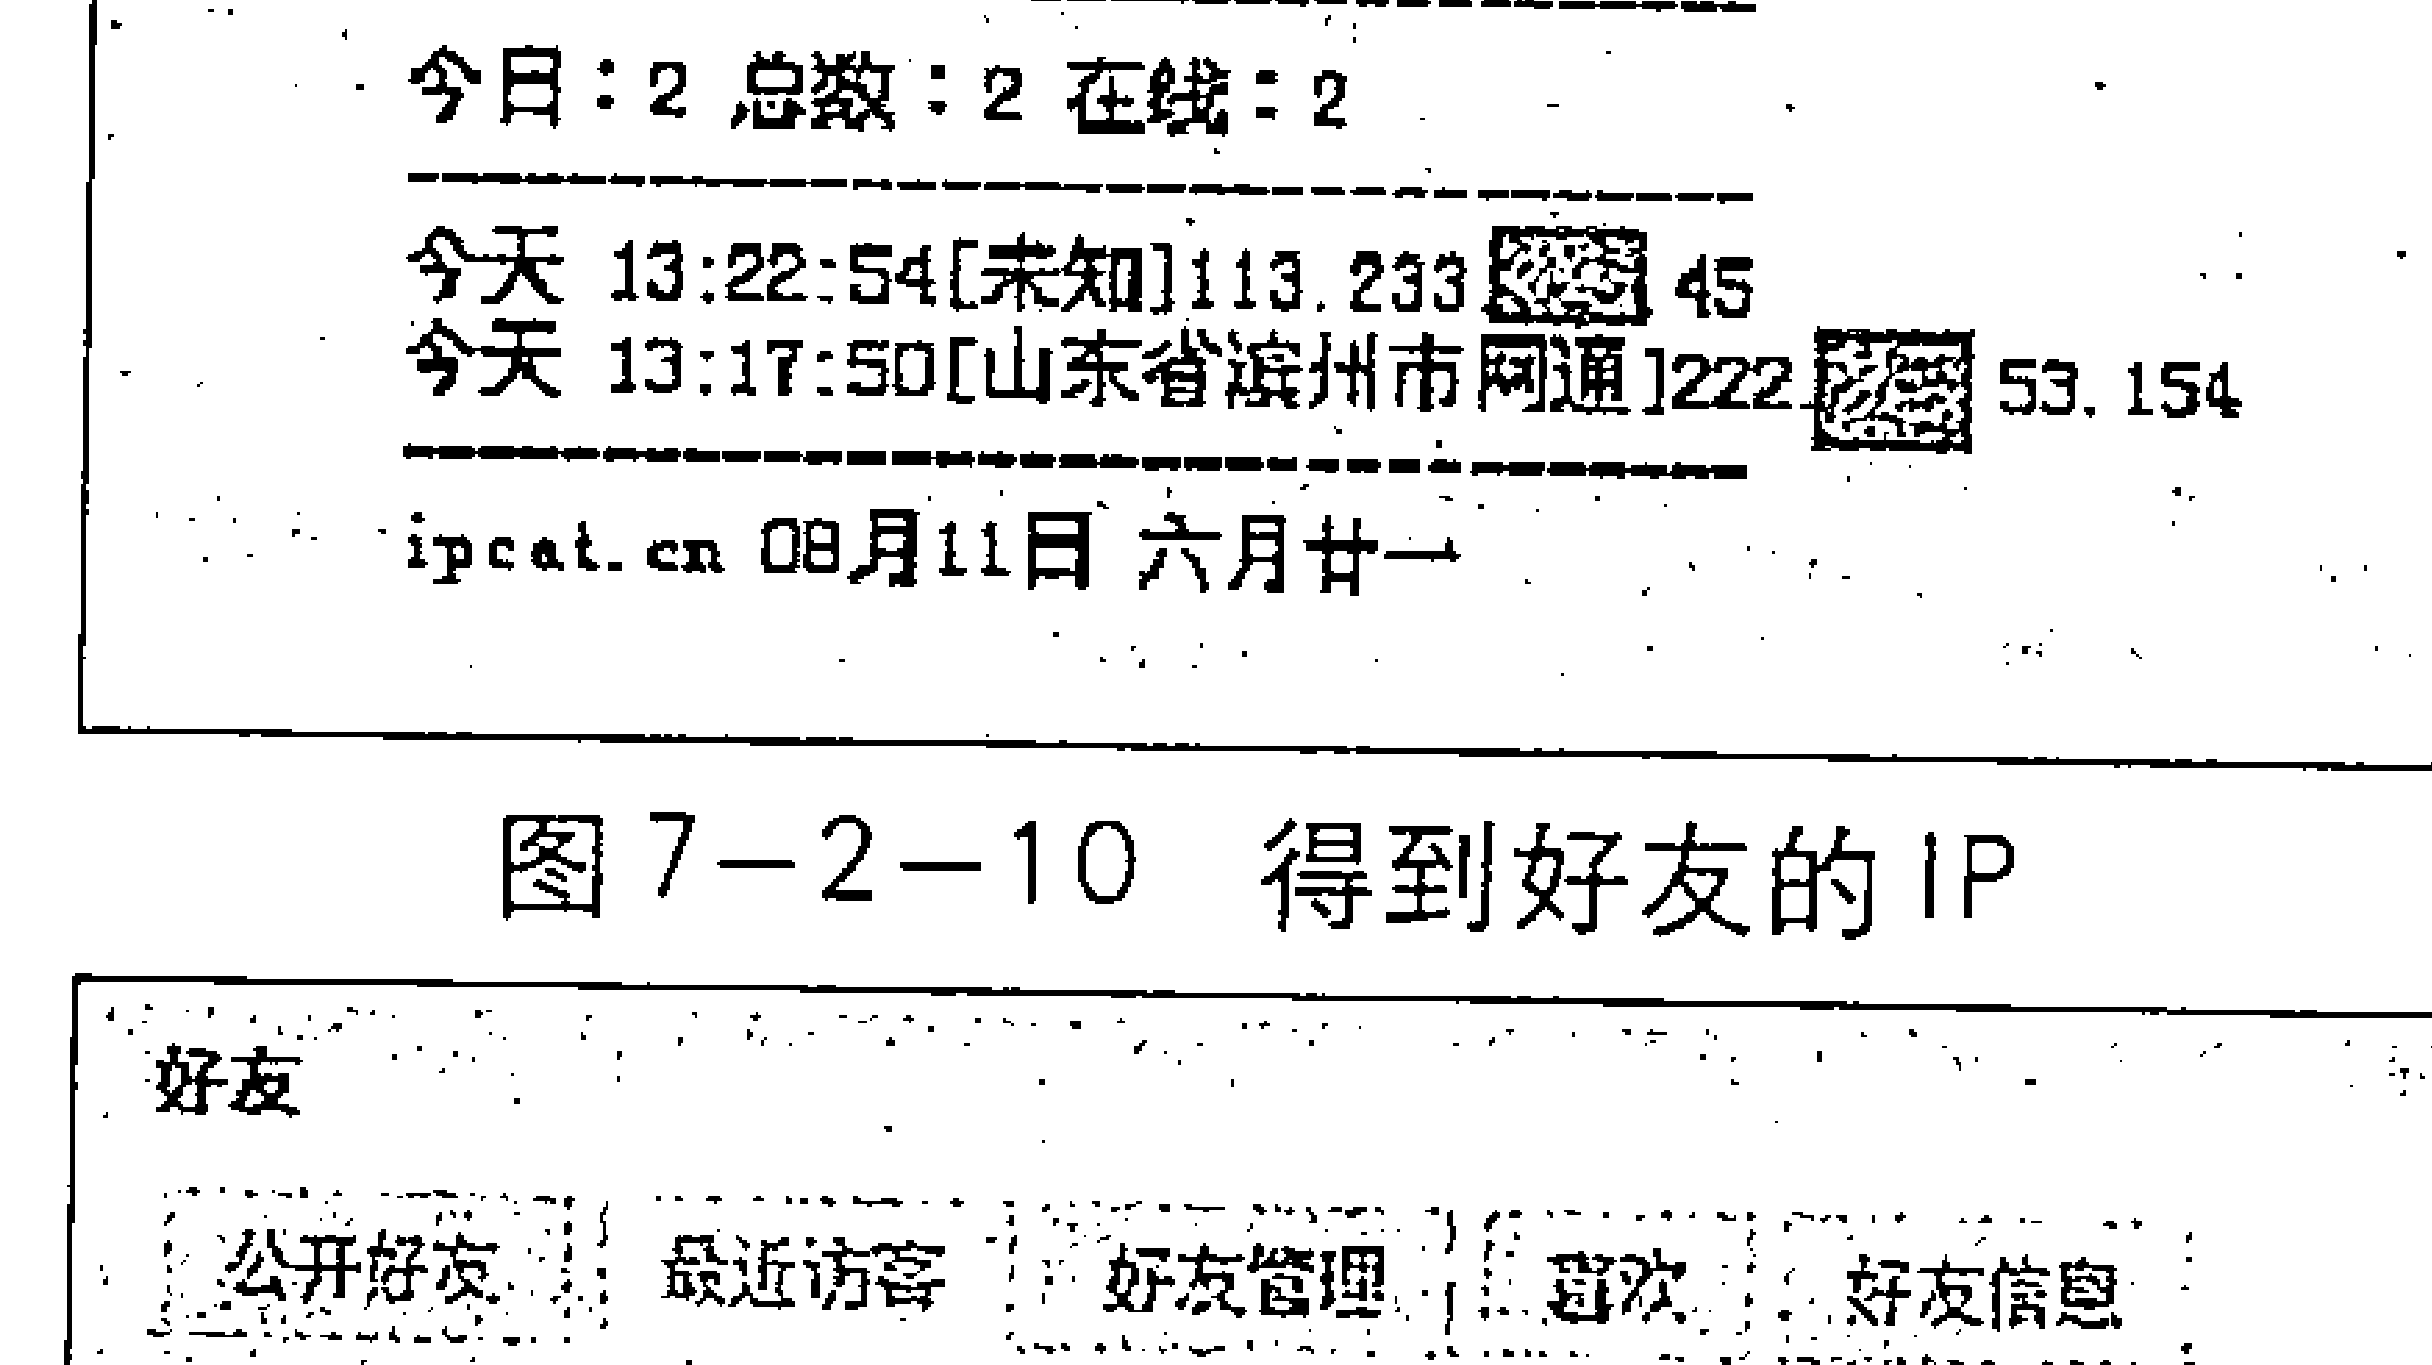 今日：2 总数：2 在线：2
今天 13:22:54[未知]113.233. 45
今天 13:17:50[山东省滨州市网通]222. 53.154
ipcat.cn 08月11日 六月廿一
图7-2-10 得到好友的IP
好友
公开好友 最近访客 好友管理 喜欢 好友信息